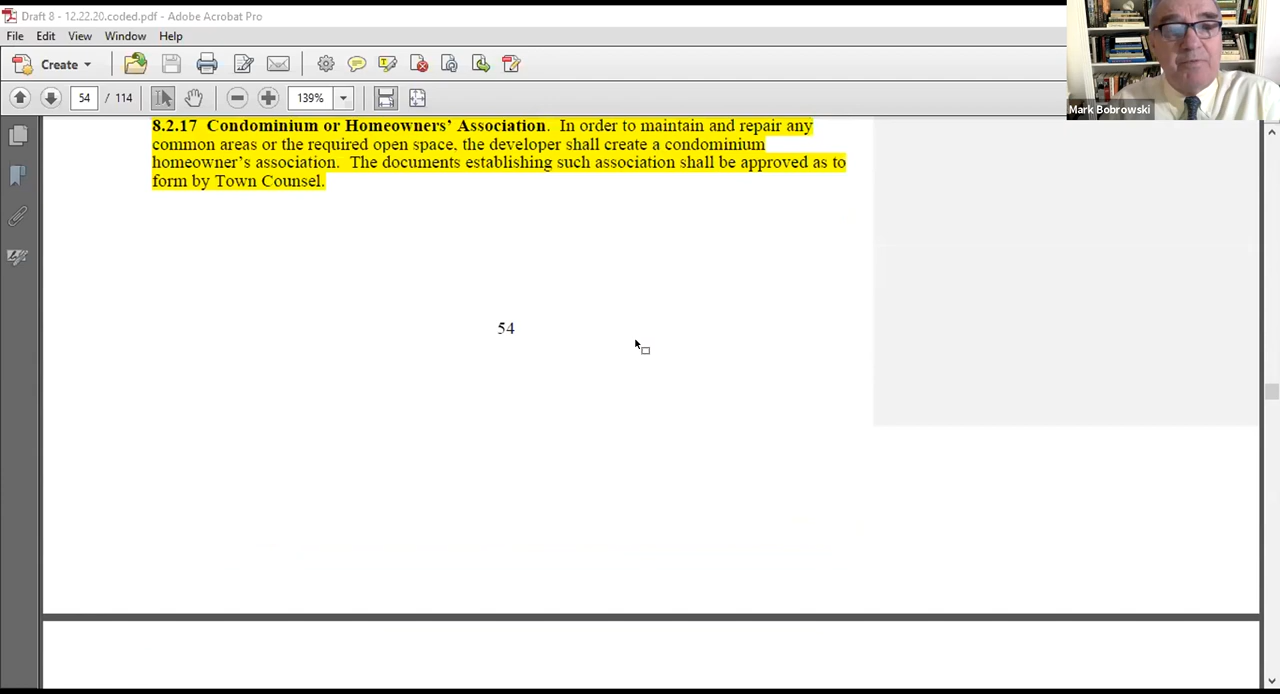 Draft 8 - 12.22.20.coded.pdf - Adobe Acrobat Pro
File Edit View Window Help
Create
54 / 114 139%
Mark Bobrowski
8.2.17 Condominium or Homeowners’ Association. In order to maintain and repair any
common areas or the required open space, the developer shall create a condominium
homeowner’s association. The documents establishing such association shall be approved as to
form by Town Counsel.
54